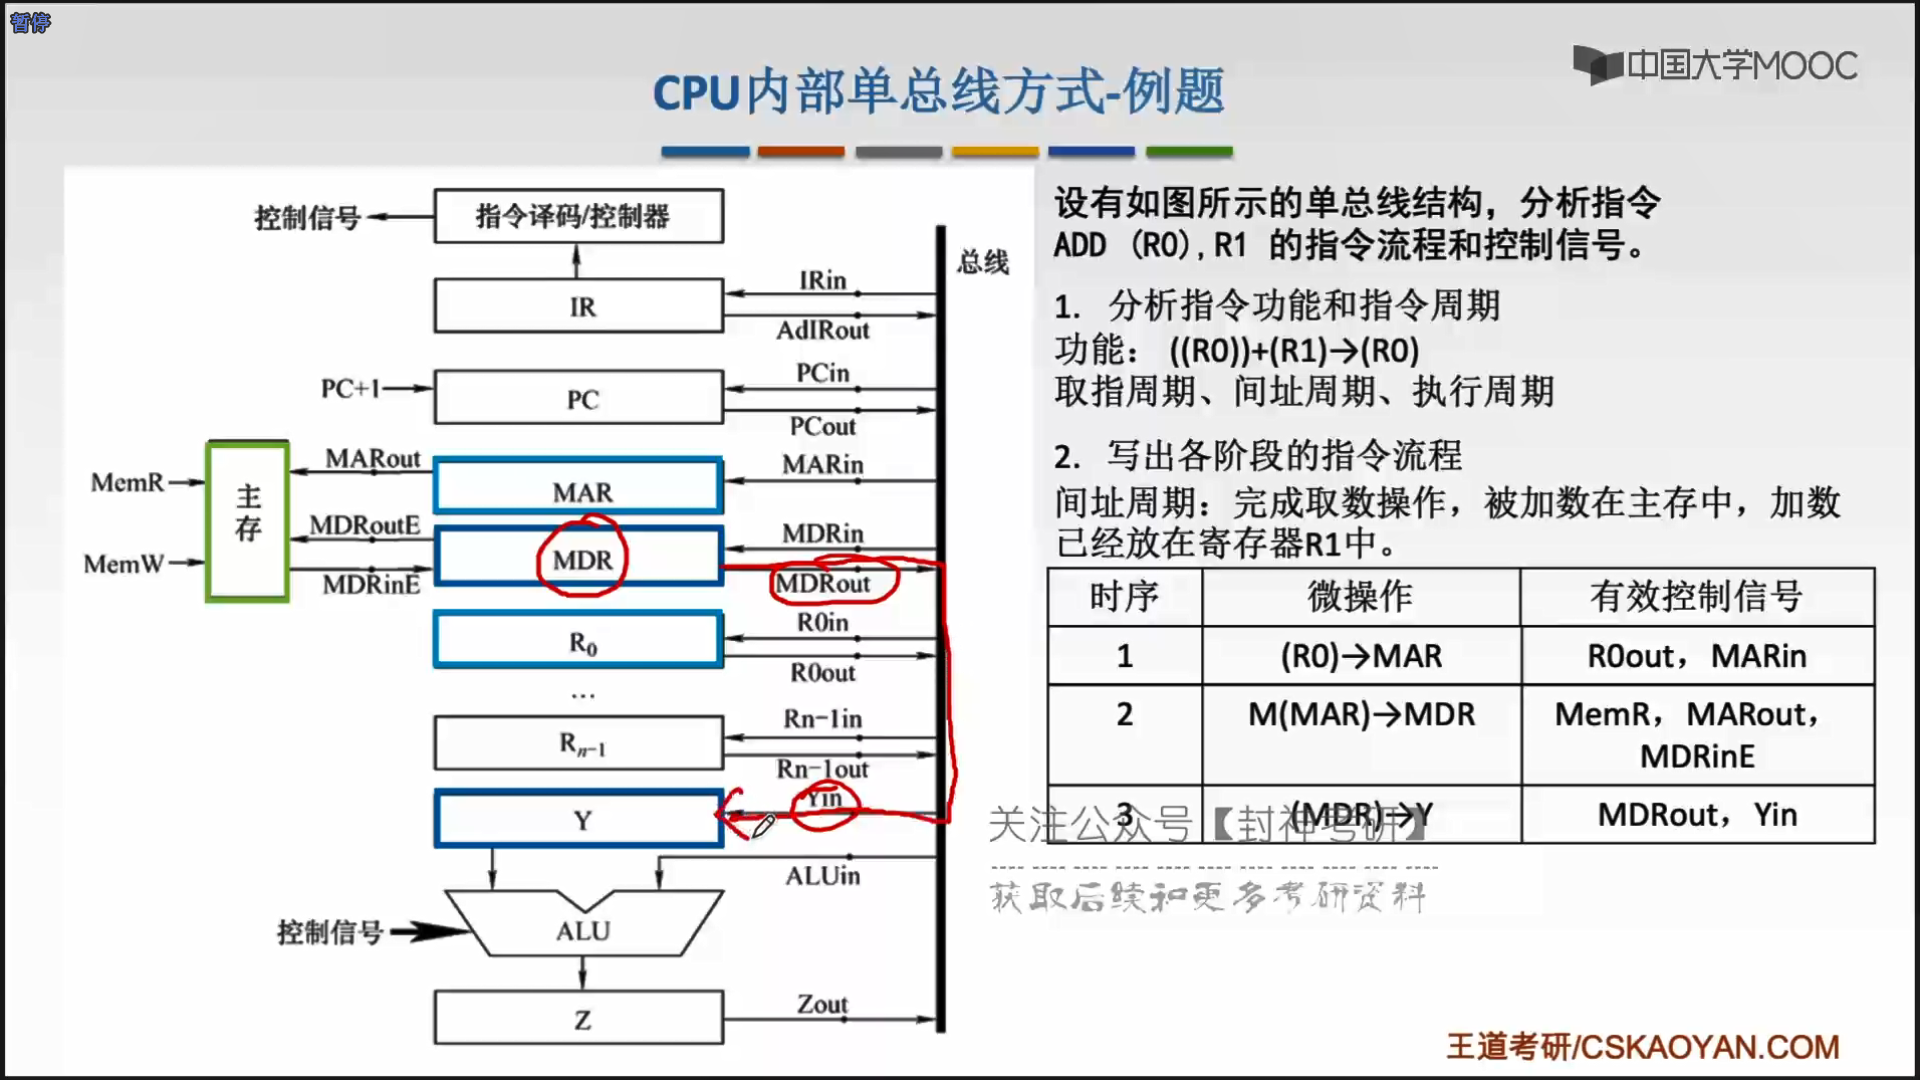 暂停
中国大学MOOC
CPU内部单总线方式-例题
控制信号
指令译码/控制器
总线
IR
IRin
AdIRout
PC+1
PC
PCin
PCout
MemR
MemW
主存
MARout
MAR
MARin
MDRoutE
MDRinE
MDR
MDRin
MDRout
R0
R0in
R0out
...
Rn-1
Rn-1in
Rn-1out
Y
Yin
ALUin
控制信号
ALU
Z
Zout
设有如图所示的单总线结构，分析指令
ADD (R0),R1 的指令流程和控制信号。
1. 分析指令功能和指令周期
功能： ((R0))+(R1)→(R0)
取指周期、间址周期、执行周期
2. 写出各阶段的指令流程
间址周期：完成取数操作，被加数在主存中，加数
已经放在寄存器R1中。
时序 微操作 有效控制信号
1 (R0)→MAR R0out，MARin
2 M(MAR)→MDR MemR，MARout，
MDRinE
3 (MDR)→Y MDRout，Yin
关注公众号【封神考研】
获取后续和更多考研资料
王道考研/CSKAOYAN.COM